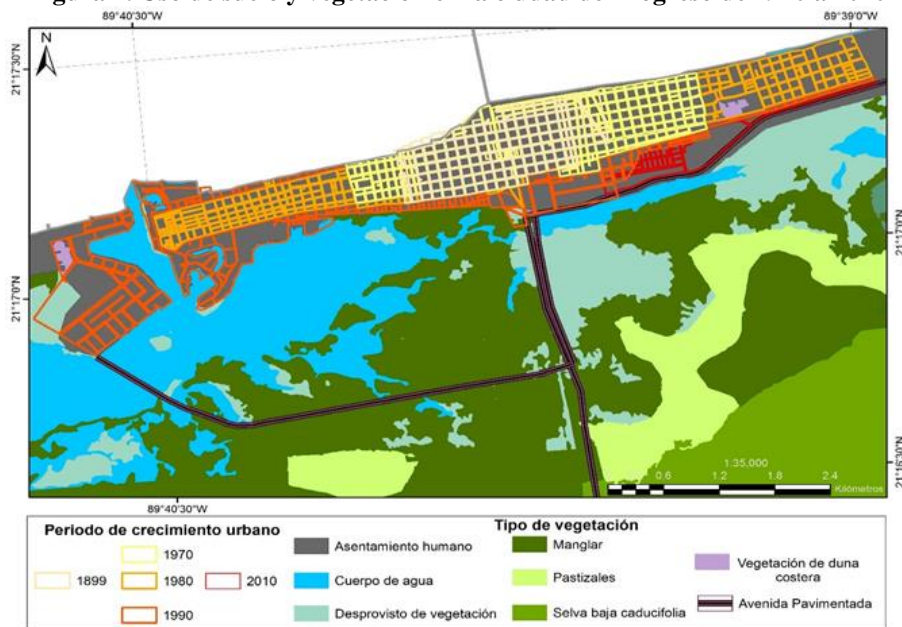 89°40'30"W
89°39'0"W
N
21°17'30"N
21°17'0"N
21°17'0"N
21°16'30"N
1:35,000
0.6
1.2
1.8
2.4
Kilómetros
89°40'30"W
Periodo de crecimiento urbano
1899
1970
1980
1990
2010
Tipo de vegetación
Asentamiento humano
Cuerpo de agua
Desprovisto de vegetación
Manglar
Pastizales
Selva baja caducifolia
Vegetación de duna
costera
Avenida Pavimentada